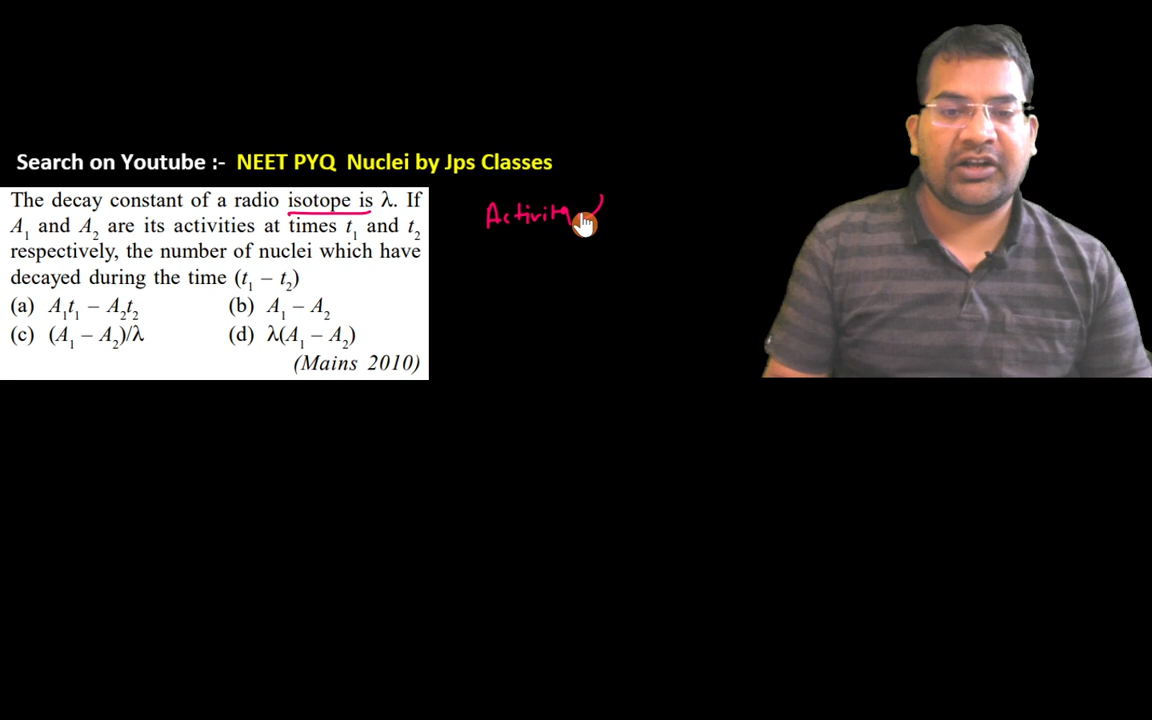 Search on Youtube :- NEET PYQ Nuclei by Jps Classes
The decay constant of a radio isotope is λ. If
A₁ and A₂ are its activities at times t₁ and t₂
respectively, the number of nuclei which have
decayed during the time (t₁ – t₂)
(a) A₁t₁ – A₂t₂ (b) A₁ – A₂
(c) (A₁ – A₂)/λ (d) λ(A₁ – A₂)
(Mains 2010)
Activity